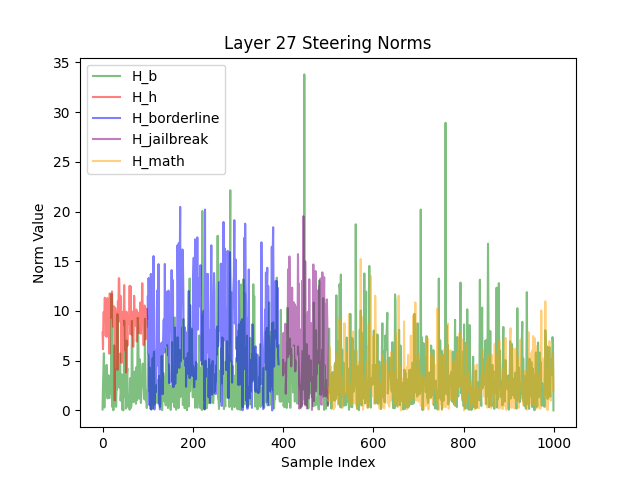 Layer 27 Steering Norms
35
30
25
20
15
10
5
0
Norm Value
H_b
H_h
H_borderline
H_jailbreak
H_math
0 200 400 600 800 1000
Sample Index